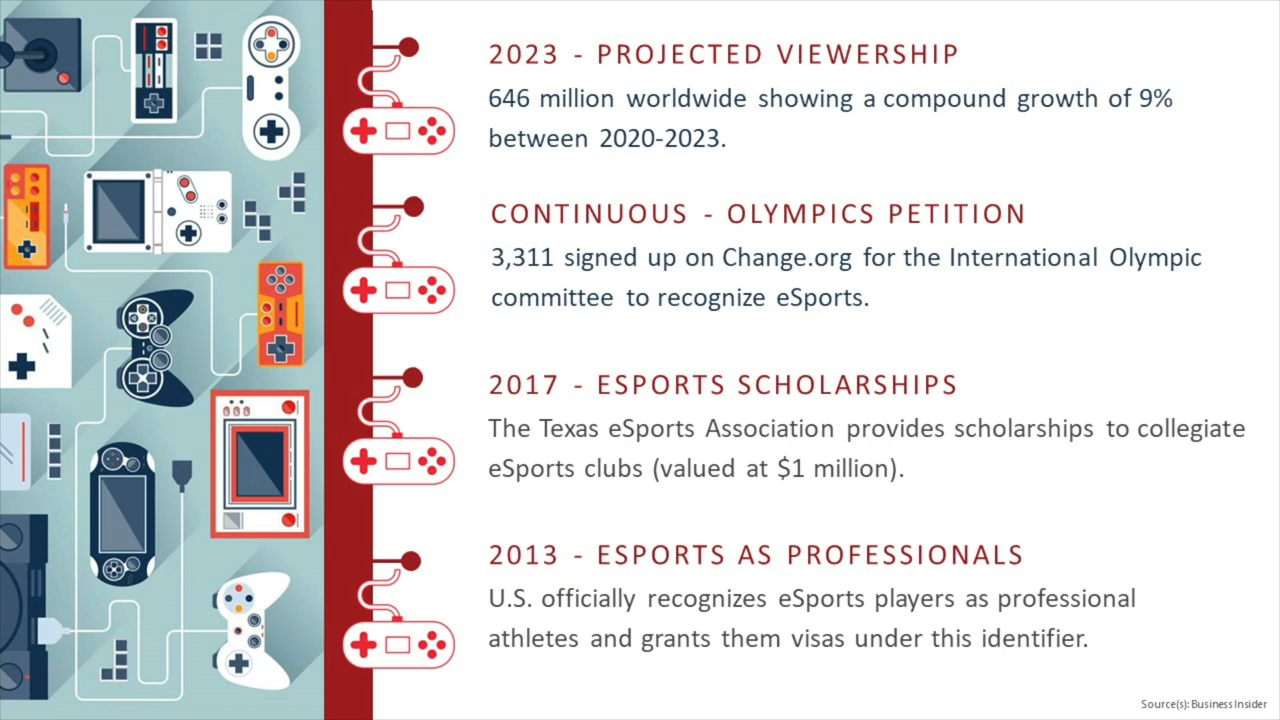 2023 - PROJECTED VIEWERSHIP
646 million worldwide showing a compound growth of 9%
between 2020-2023.
CONTINUOUS - OLYMPICS PETITION
3,311 signed up on Change.org for the International Olympic
committee to recognize eSports.
2017 - ESPORTS SCHOLARSHIPS
The Texas eSports Association provides scholarships to collegiate
eSports clubs (valued at $1 million).
2013 - ESPORTS AS PROFESSIONALS
U.S. officially recognizes eSports players as professional
athletes and grants them visas under this identifier.
Source(s): Business Insider